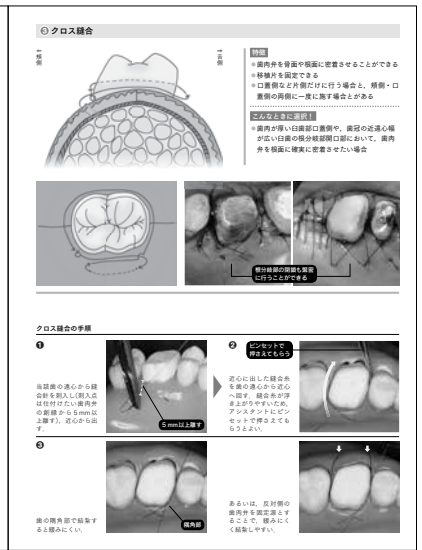 ③ クロス縫合
頬側
舌側
特徴
●歯肉弁を骨面や根面に密着させることができる
●移植片を固定できる
●口蓋側など片側だけに行う場合と，頬側・口
蓋側の両側に一度に施す場合とがある
こんなときに選択！
●歯肉が厚い臼歯部口蓋側や，歯冠の近遠心幅
が広い臼歯の根分岐部開口部において，歯肉
弁を根面に確実に密着させたい場合
根分岐部の閉鎖も緊密
に行うことができる
クロス縫合の手順
❶
当該歯の遠心から縫
合針を刺入し(刺入点
は仕付けたい歯肉弁
の創縁から5mm以
上離す)，近心から出
す．
5mm以上離す
❷
ピンセットで
押さえてもらう
近心に出した縫合糸
を歯の遠心から近心
へ回す．縫合糸が浮
き上がりやすいため，
アシスタントにピン
セットで押さえても
らうとよい．
❸
歯の隅角部で結紮す
ると緩みにくい．
隅角部
あるいは，反対側の
歯肉弁を固定源とす
ることで，緩みにく
く結紮しやすい．